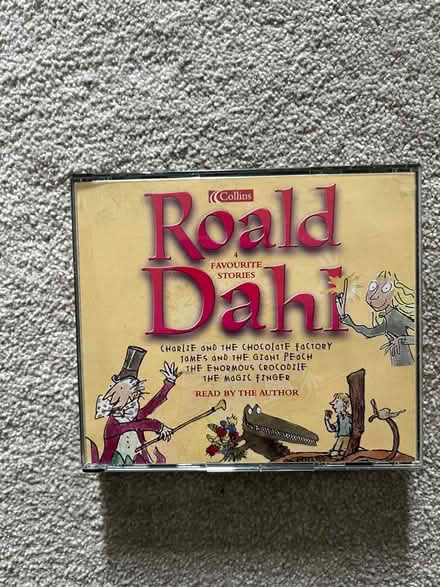 Collins
Roald
4
FAVOURITE
STORIES
Dahl
CHARLIE AND THE CHOCOLATE FACTORY
JAMES AND THE GIANT PEACH
THE ENORMOUS CROCODILE
THE MAGIC FINGER
READ BY THE AUTHOR